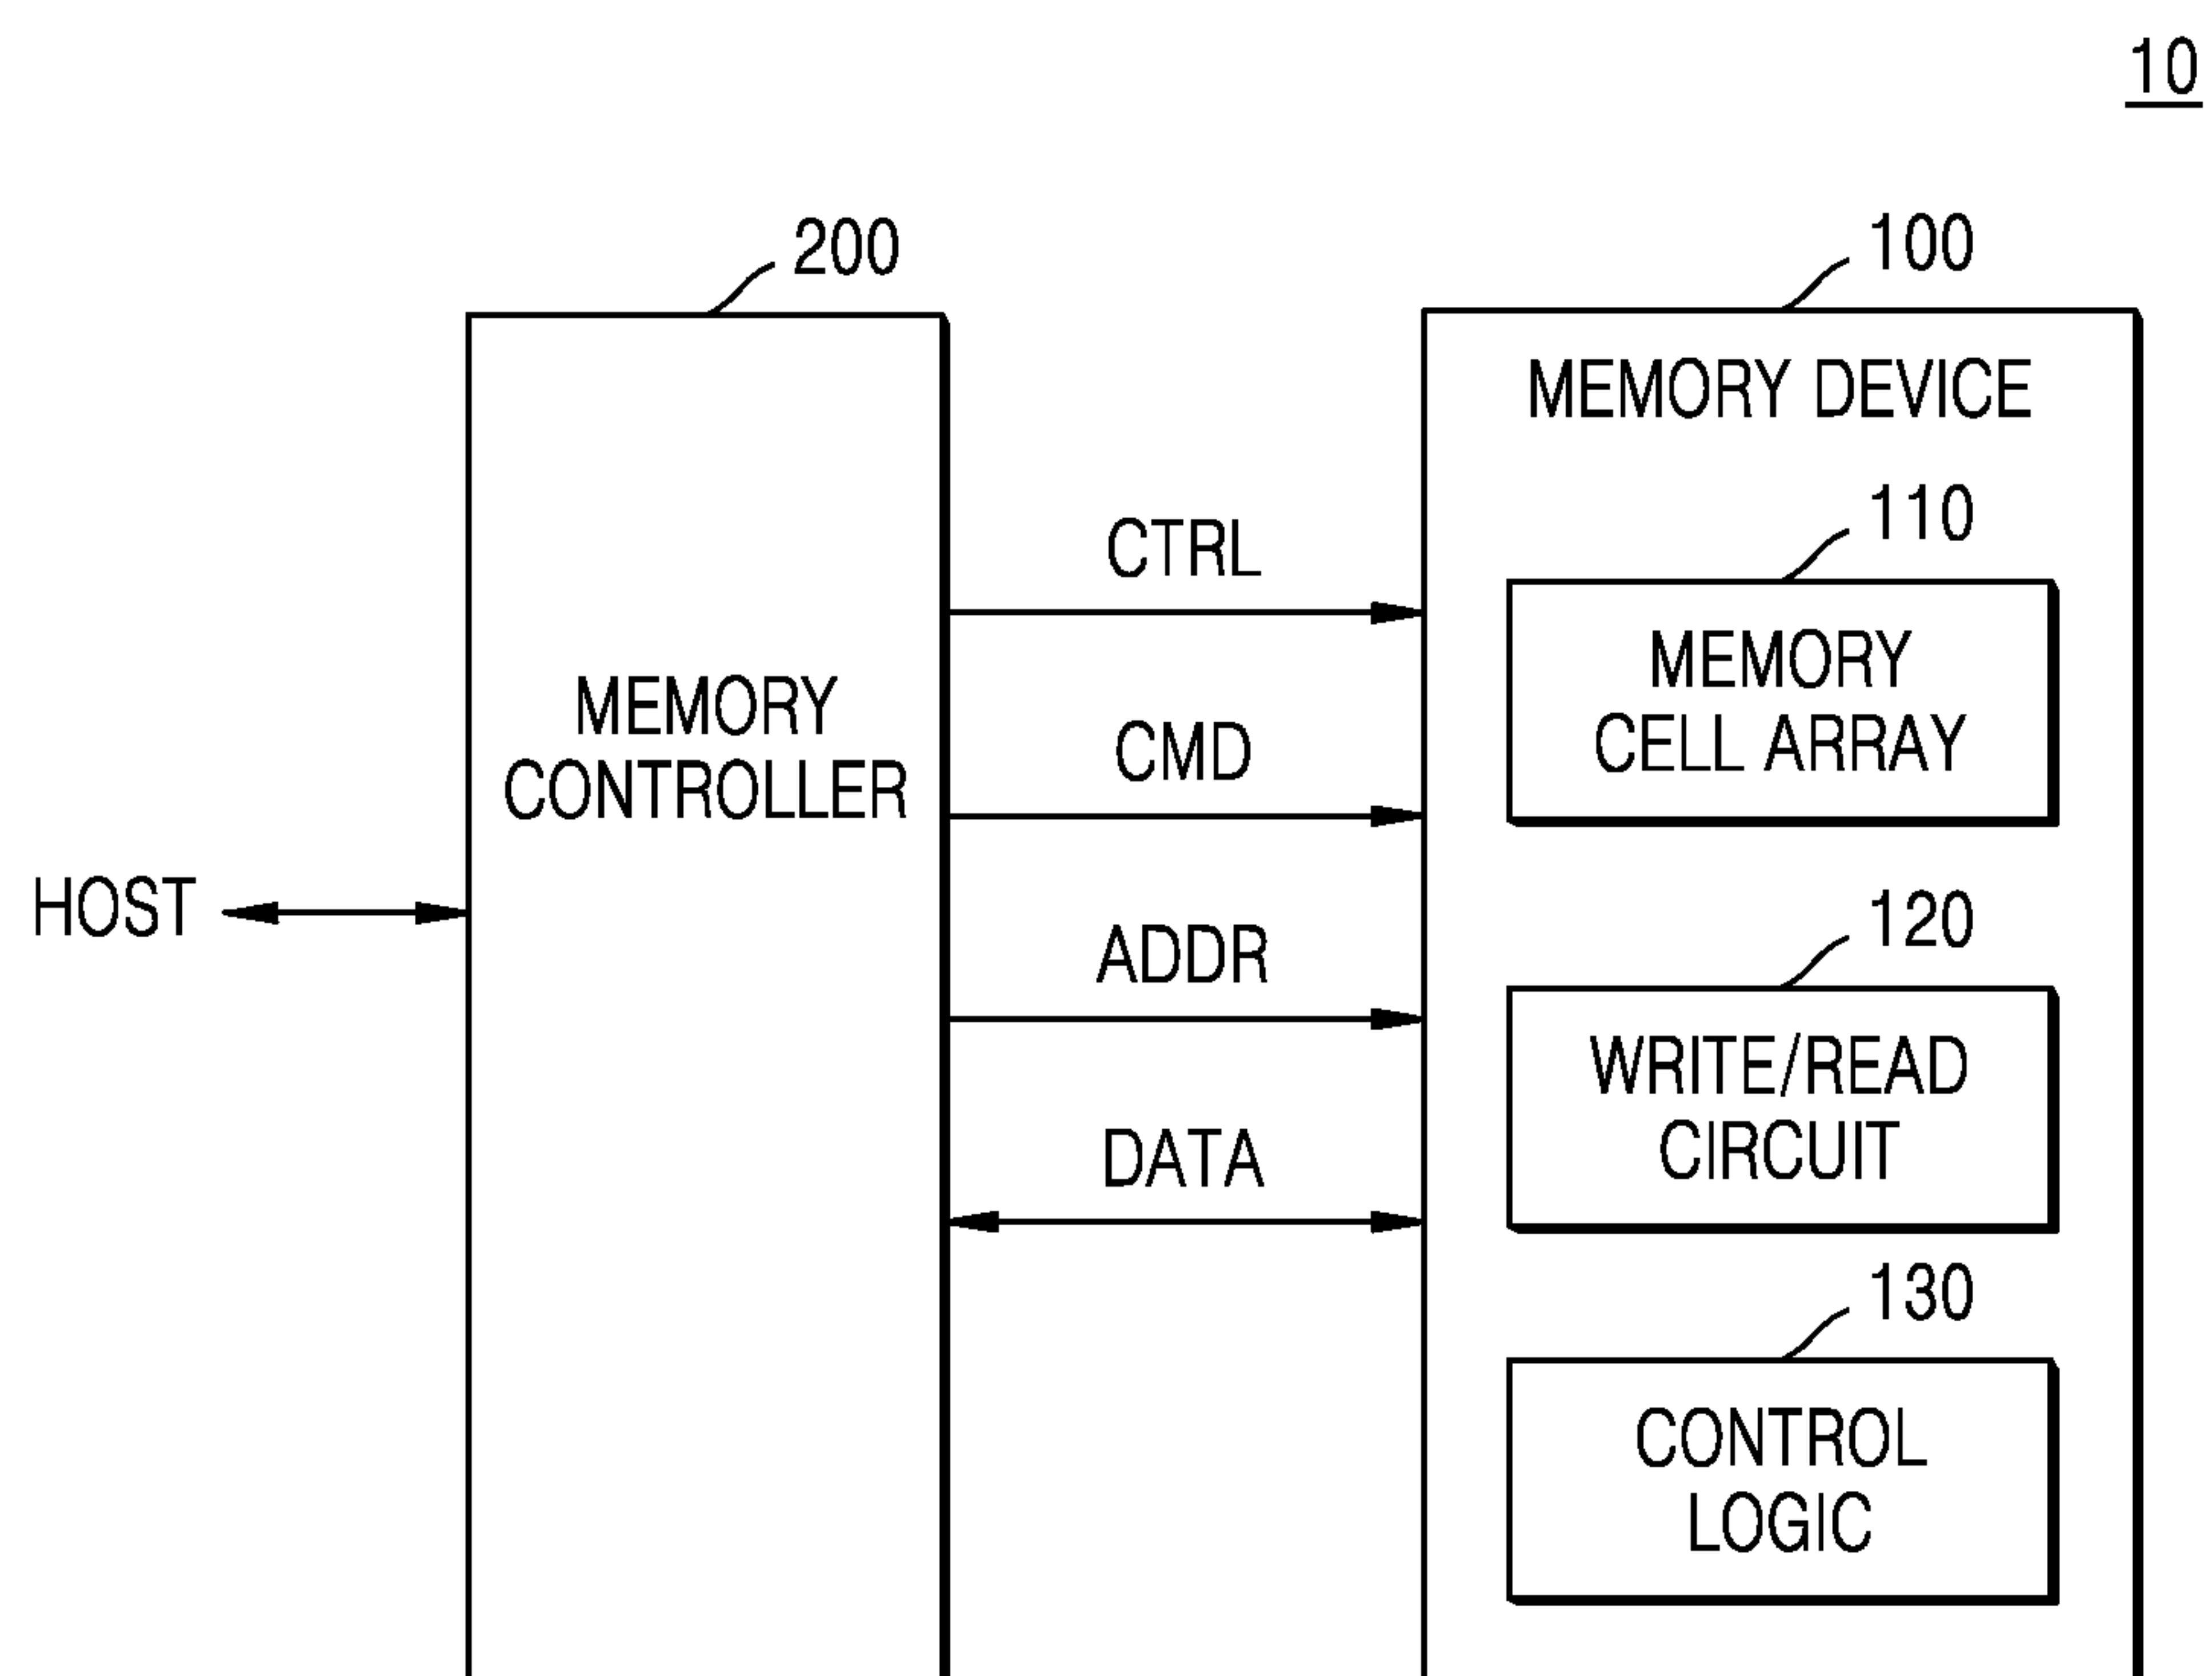 10
200
100
MEMORY DEVICE
110
CTRL
MEMORY
CELL ARRAY
MEMORY
CONTROLLER
CMD
HOST
120
ADDR
WRITE/READ
CIRCUIT
DATA
130
CONTROL
LOGIC